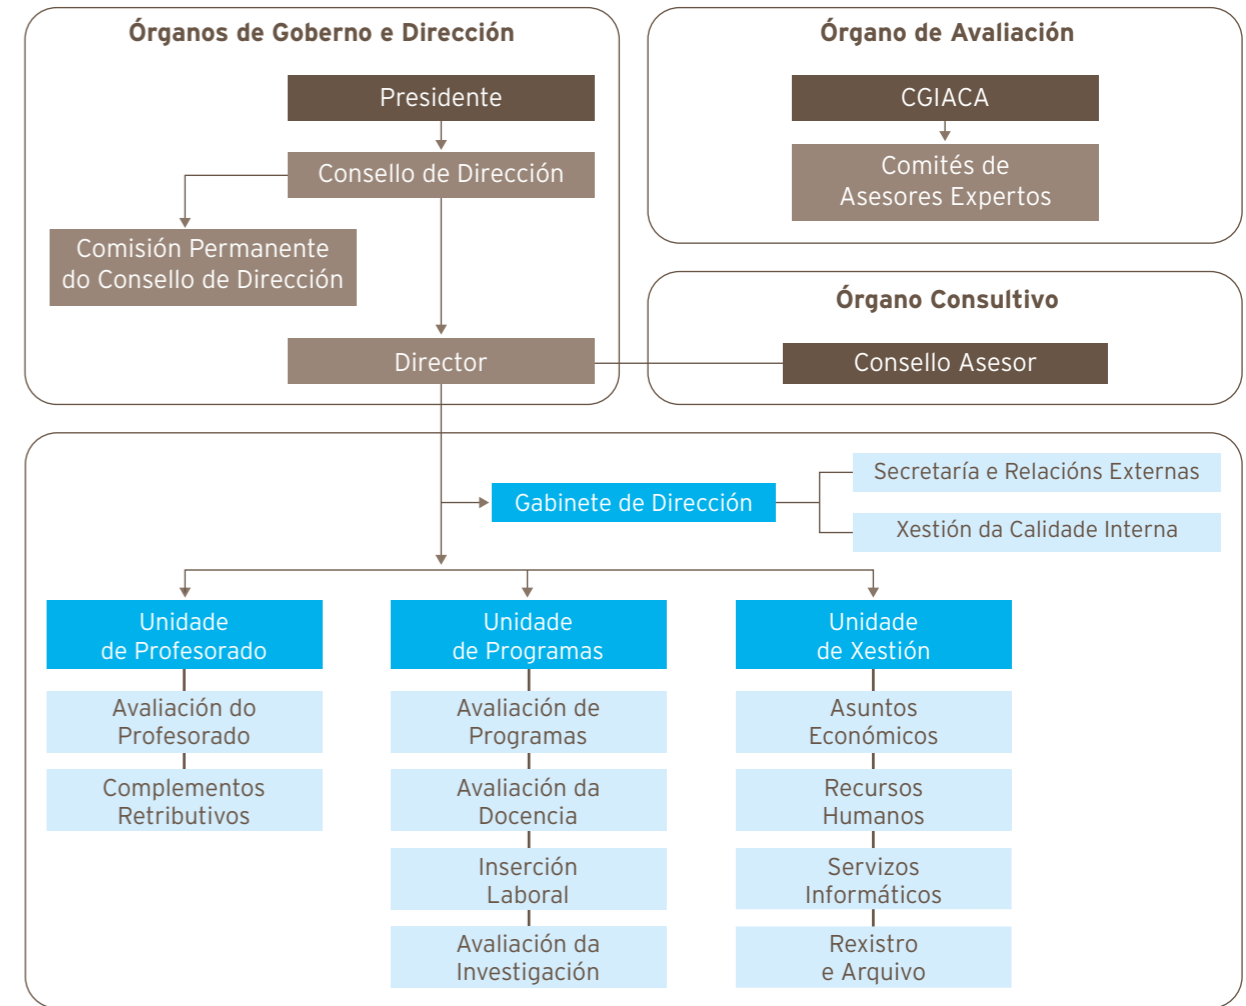 Órganos de Goberno e Dirección
Presidente
Consello de Dirección
Comisión Permanente
do Consello de Dirección
Director
Órgano de Avaliación
CGIACA
Comités de
Asesores Expertos
Órgano Consultivo
Consello Asesor
Gabinete de Dirección
Secretaría e Relacións Externas
Xestión da Calidade Interna
Unidade
de Profesorado
Avaliación do
Profesorado
Complementos
Retributivos
Unidade
de Programas
Avaliación de
Programas
Avaliación da
Docencia
Inserción
Laboral
Avaliación da
Investigación
Unidade
de Xestión
Asuntos
Económicos
Recursos
Humanos
Servizos
Informáticos
Rexistro
e Arquivo